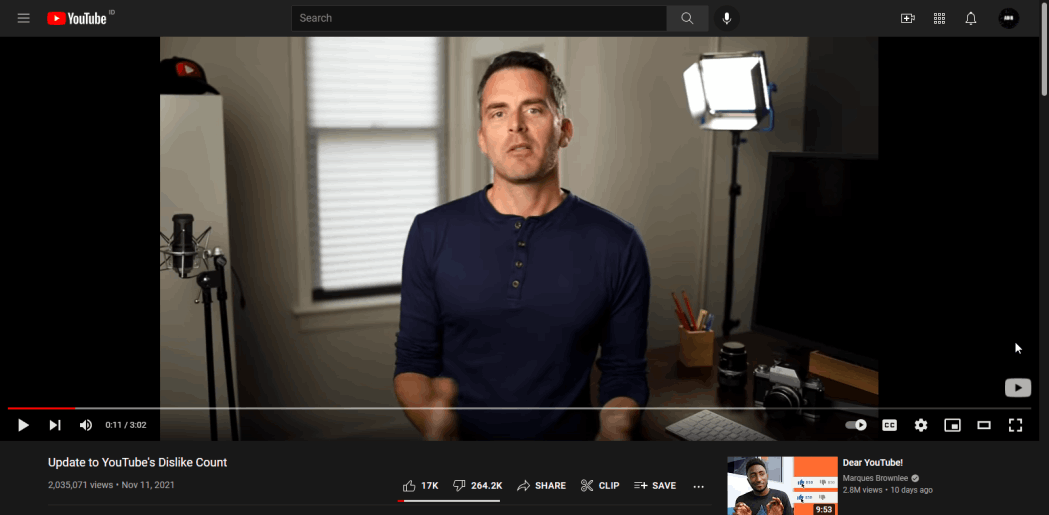 YouTube ID
Search
0:11 / 3:02
CC
Update to YouTube's Dislike Count
2,035,071 views • Nov 11, 2021
17K 264.2K SHARE CLIP SAVE ...
Dear YouTube!
Marques Brownlee
2.8M views • 10 days ago
9:53